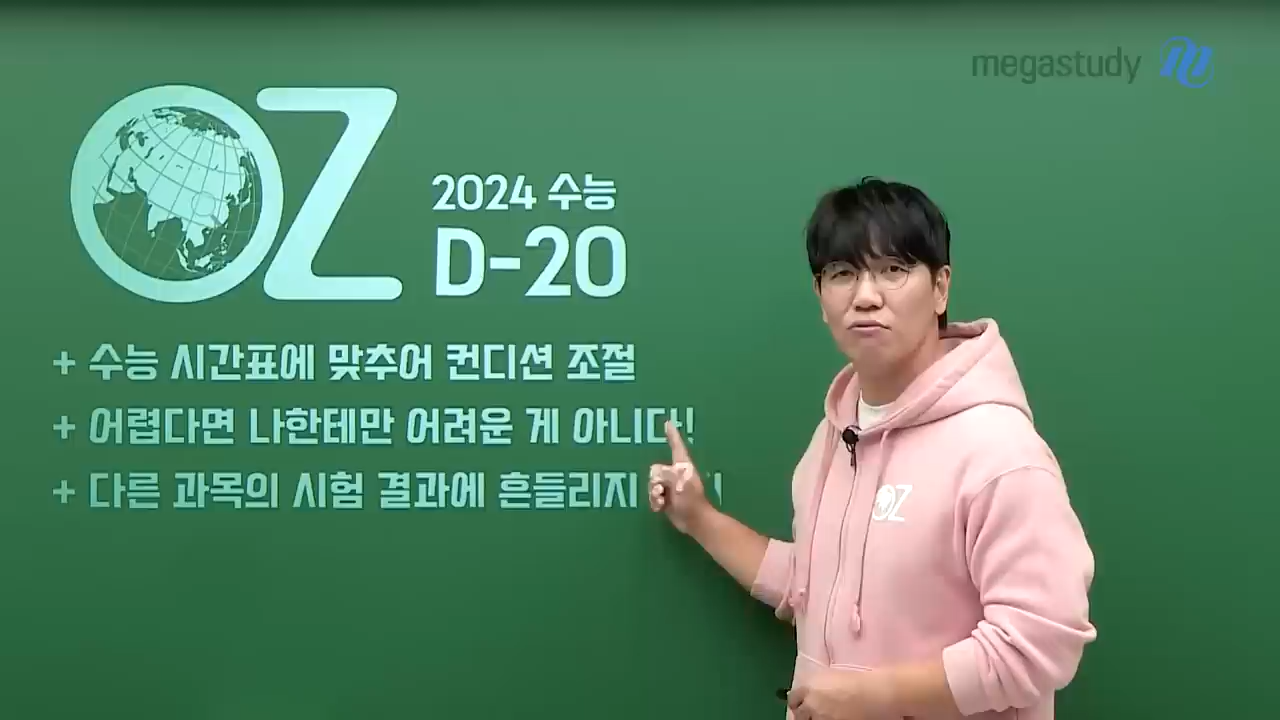 megastudy
OZ
2024 수능
D-20
+ 수능 시간표에 맞추어 컨디션 조절
+ 어렵다면 나한테만 어려운 게 아니다!
+ 다른 과목의 시험 결과에 흔들리지
OZ